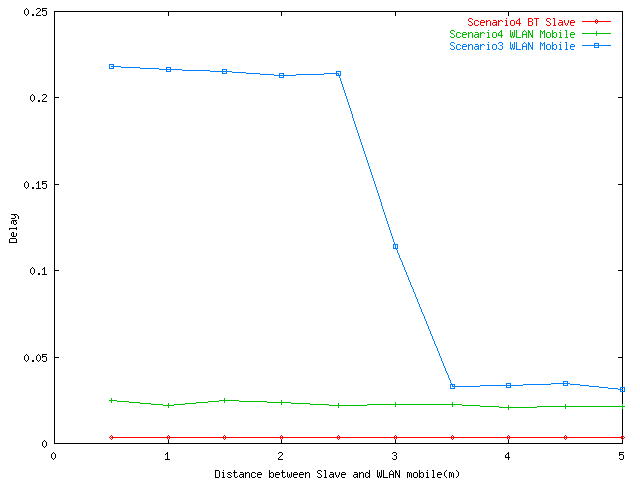 0.25
Scenario4 BT Slave
Scenario4 WLAN Mobile
Scenario3 WLAN Mobile
0.2
0.15
Delay
0.1
0.05
0
0 1 2 3 4 5
Distance between Slave and WLAN mobile(m)